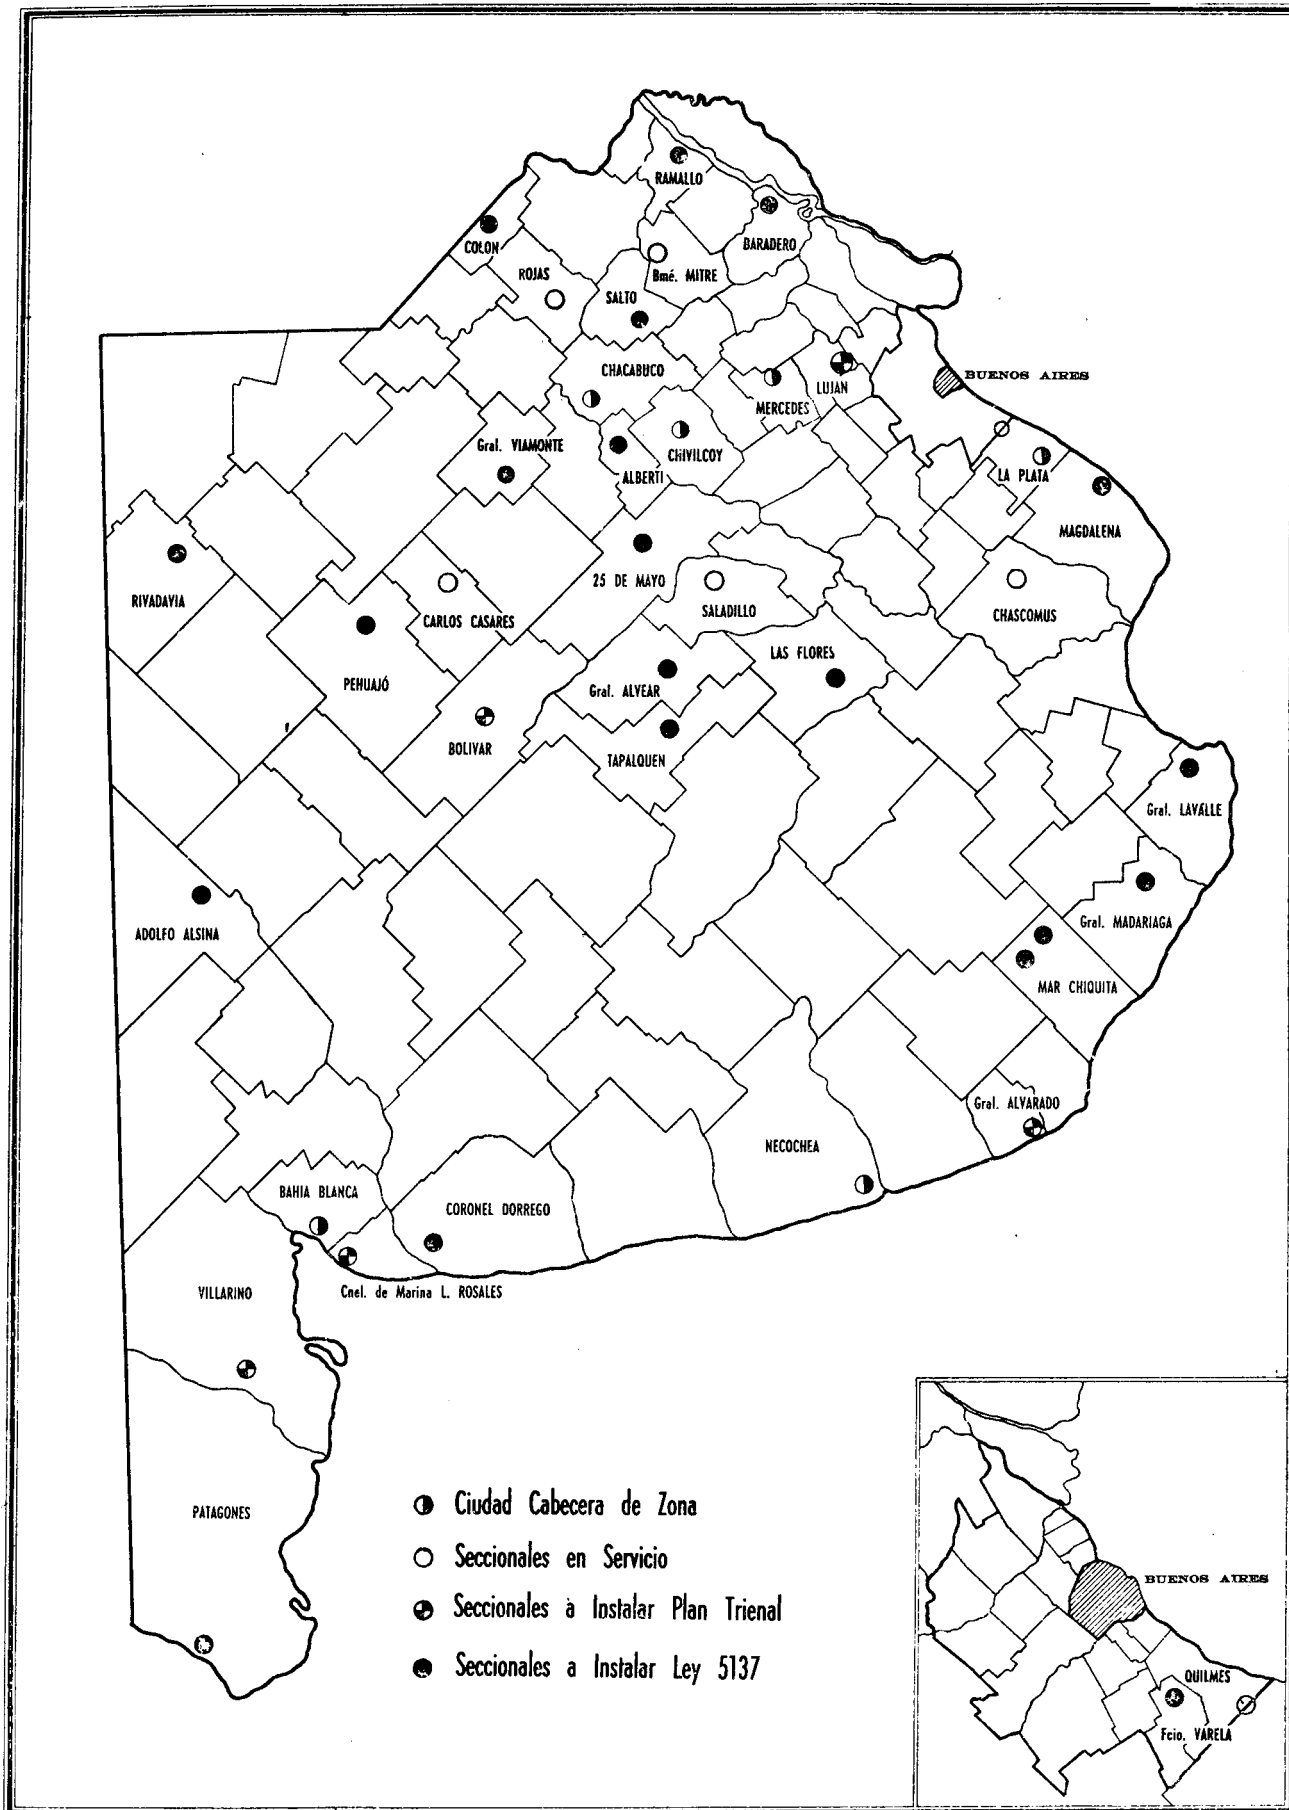 RAMALLO
COLON
BARADERO
ROJAS
Bmé. MITRE
SALTO
CHACABUCO
BUENOS AIRES
LUJAN
MERCEDES
Gral. VIAMONTE
CHIVILCOY
ALBERTI
LA PLATA
MAGDALENA
25 DE MAYO
RIVADAVIA
CARLOS CASARES
SALADILLO
CHASCOMUS
LAS FLORES
PEHUAJÓ
Gral. ALVEAR
BOLIVAR
TAPALQUEN
Gral. LAVALLE
ADOLFO ALSINA
Gral. MADARIAGA
MAR CHIQUITA
Gral. ALVARADO
NECOCHEA
BAHIA BLANCA
CORONEL DORREGO
VILLARINO
Cnel. de Marina L. ROSALES
PATAGONES
Ciudad Cabecera de Zona
Seccionales en Servicio
Seccionales à Instalar Plan Trienal
Seccionales a Instalar Ley 5137
BUENOS AIRES
QUILMES
Fcio. VARELA